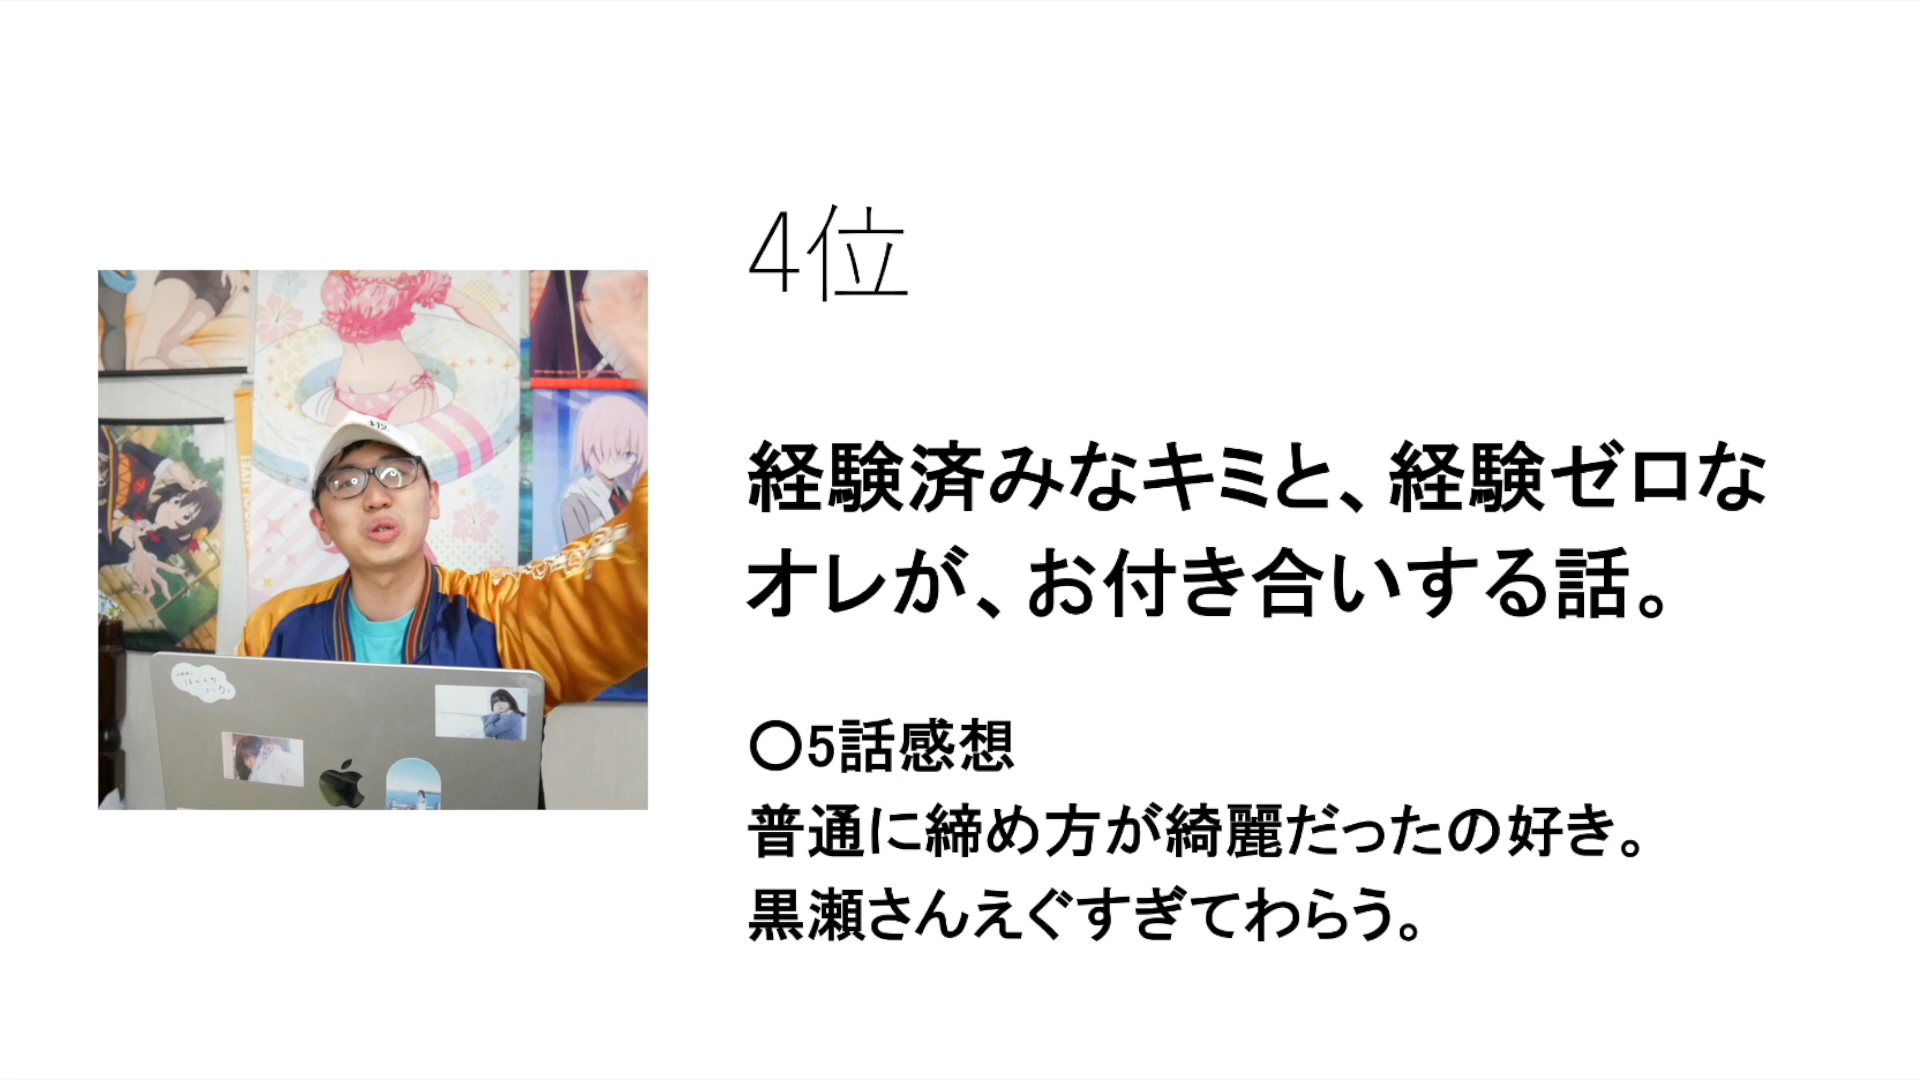 4位
経験済みなキミと、経験ゼロな
オレが、お付き合いする話。
〇5話感想
普通に締め方が綺麗だったの好き。
黒瀬さんえぐすぎてわらう。